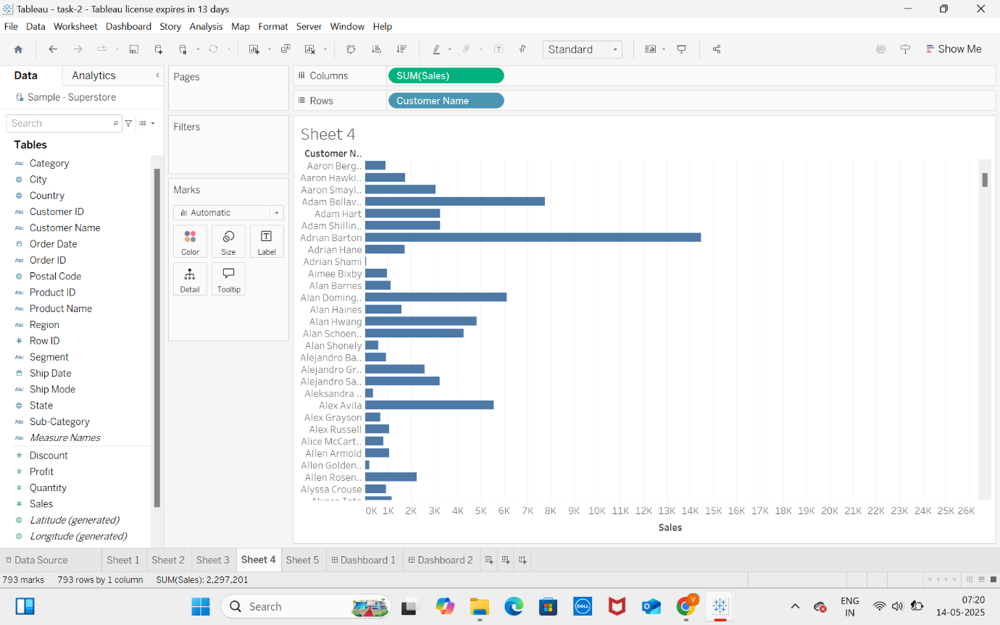 Tableau - task-2 - Tableau license expires in 13 days
File Data Worksheet Dashboard Story Analysis Map Format Server Window Help
Standard
Show Me
Data Analytics
Sample - Superstore
Search
Tables
Category
City
Country
Customer ID
Customer Name
Order Date
Order ID
Postal Code
Product ID
Product Name
Region
Row ID
Segment
Ship Date
Ship Mode
State
Sub-Category
Measure Names
Discount
Profit
Quantity
Sales
Latitude (generated)
Longitude (generated)
Pages
Filters
Marks
Automatic
Color Size Label
Detail Tooltip
Columns SUM(Sales)
Rows Customer Name
Sheet 4
Customer N..
Aaron Berg..
Aaron Hawki..
Aaron Smayl..
Adam Bellav..
Adam Hart
Adam Shillin..
Adrian Barton
Adrian Hane
Adrian Shami
Aimee Bixby
Alan Barnes
Alan Doming..
Alan Haines
Alan Hwang
Alan Schoen..
Alan Shonely
Alejandro Ba..
Alejandro Gr..
Alejandro Sa..
Aleksandra ..
Alex Avila
Alex Grayson
Alex Russell
Alice McCart..
Allen Armold
Allen Golden..
Allen Rosen..
Alyssa Crouse
0K 1K 2K 3K 4K 5K 6K 7K 8K 9K 10K 11K 12K 13K 14K 15K 16K 17K 18K 19K 20K 21K 22K 23K 24K 25K 26K
Sales
Data Source Sheet 1 Sheet 2 Sheet 3 Sheet 4 Sheet 5 Dashboard 1 Dashboard 2
793 marks 793 rows by 1 column SUM(Sales): 2,297,201
Search
DELL
V
ENG
IN
07:20
14-05-2025